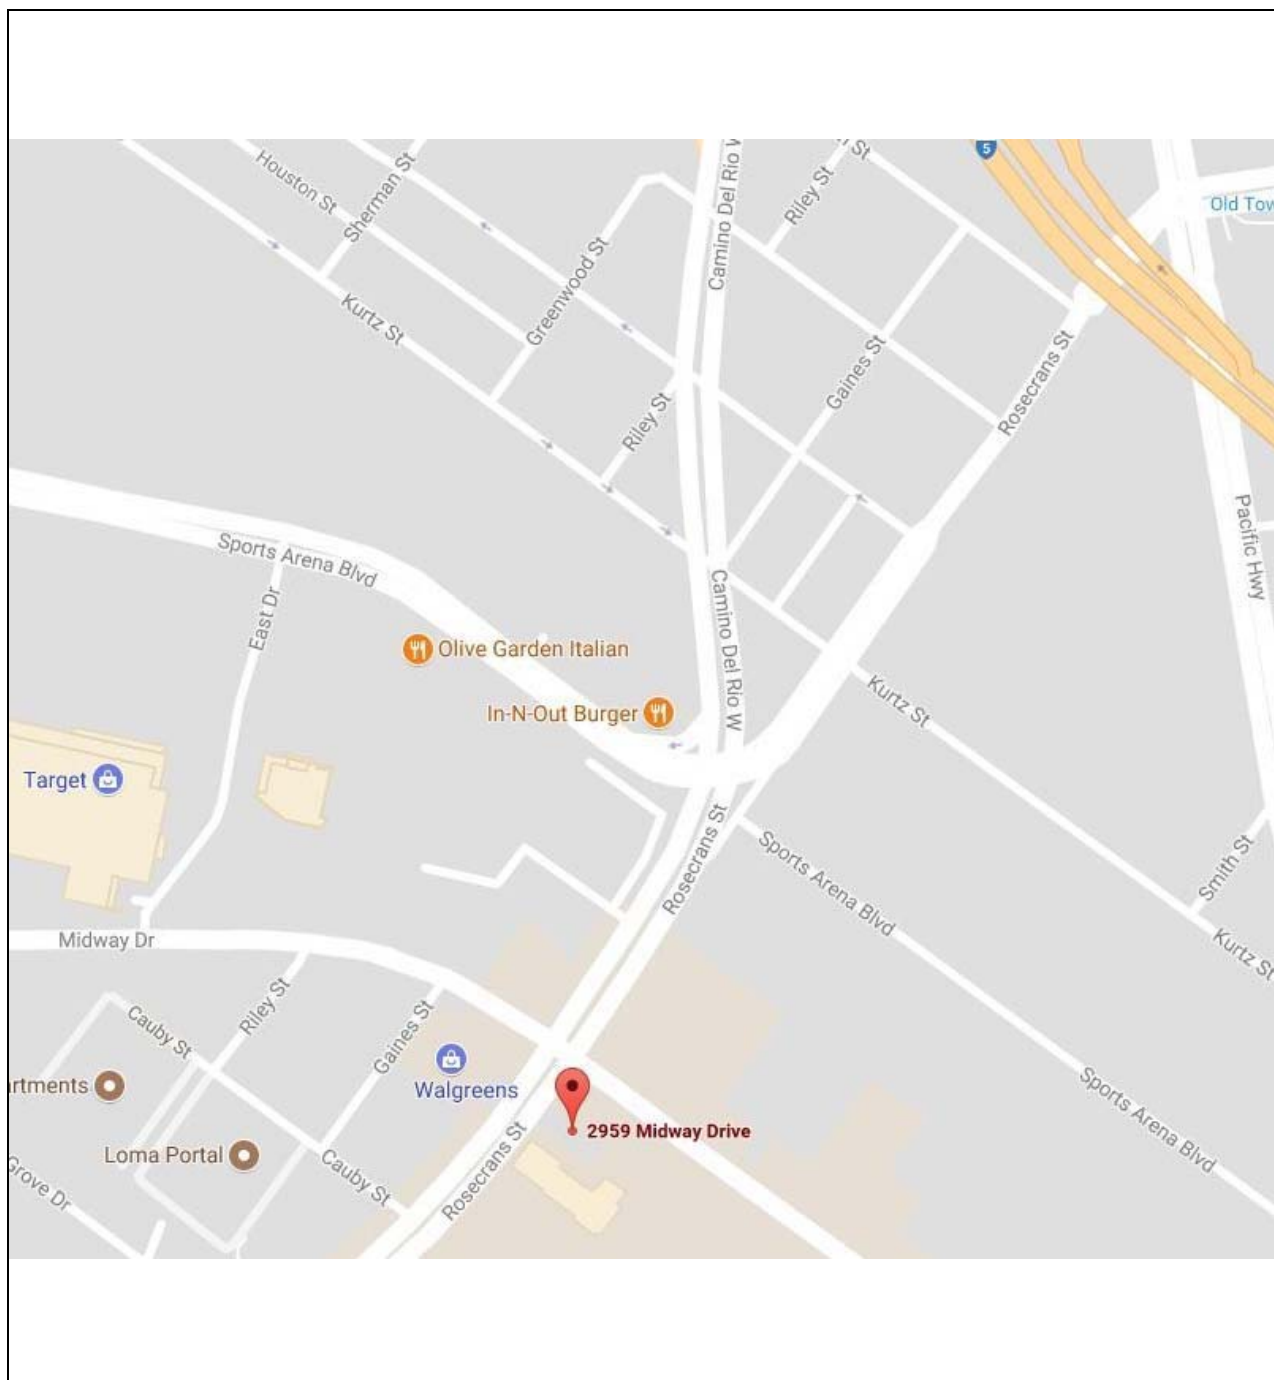 5
Houston St
Sherman St
Camino Del Rio W
St
Riley St
Old Tow
Greenwood St
Kurtz St
Gaines St
Rosecrans St
Riley St
Pacific Hwy
Sports Arena Blvd
East Dr
Camino Del Rio W
Olive Garden Italian
In-N-Out Burger
Kurtz St
Target
Rosecrans St
Sports Arena Blvd
Smith St
Midway Dr
Kurtz St
Riley St
Cauby St
Gaines St
Walgreens
rtments
Sports Arena Blvd
2959 Midway Drive
Loma Portal
Rosecrans St
Cauby St
Grove Dr